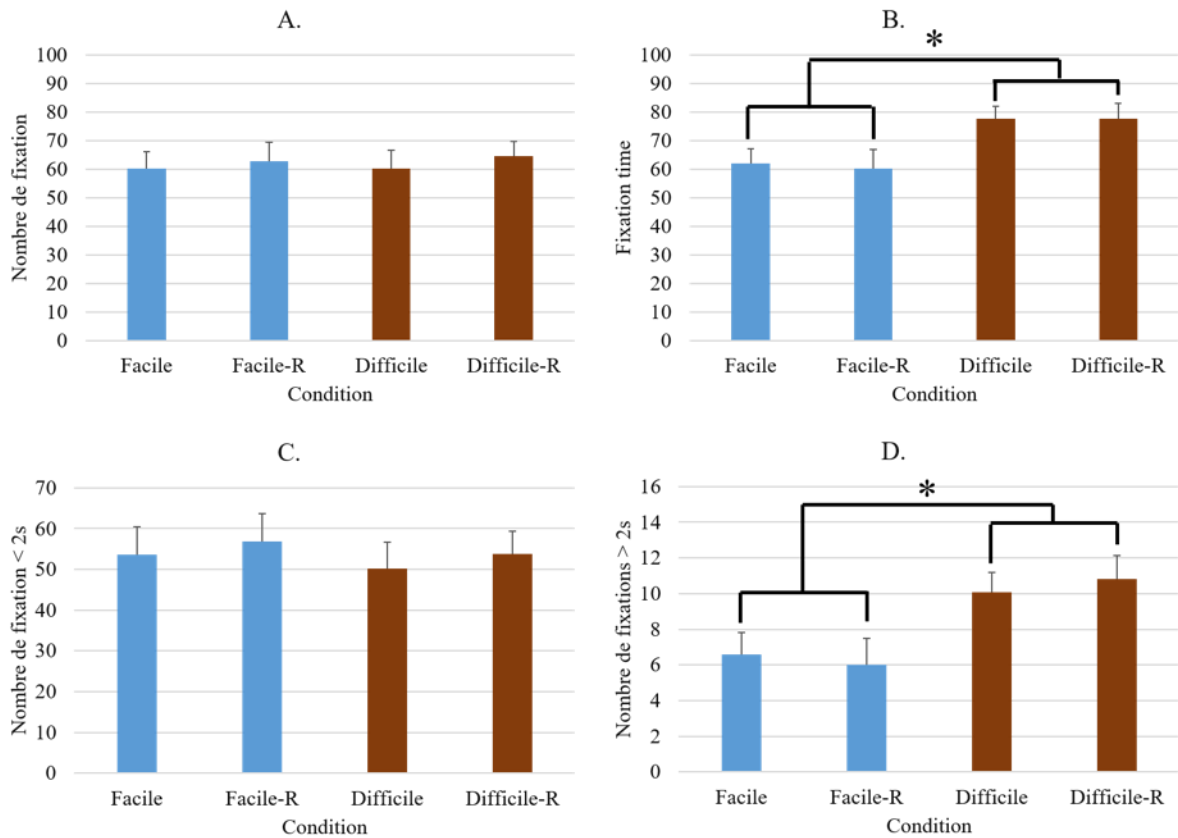 A.
Nombre de fixation
100
90
80
70
60
50
40
30
20
10
0
Facile Facile-R Difficile Difficile-R
Condition
B.
*
Fixation time
100
90
80
70
60
50
40
30
20
10
0
Facile Facile-R Difficile Difficile-R
Condition
C.
Nombre de fixation < 2s
70
60
50
40
30
20
10
0
Facile Facile-R Difficile Difficile-R
Condition
D.
*
Nombre de fixations > 2s
16
14
12
10
8
6
4
2
0
Facile Facile-R Difficile Difficile-R
Condition